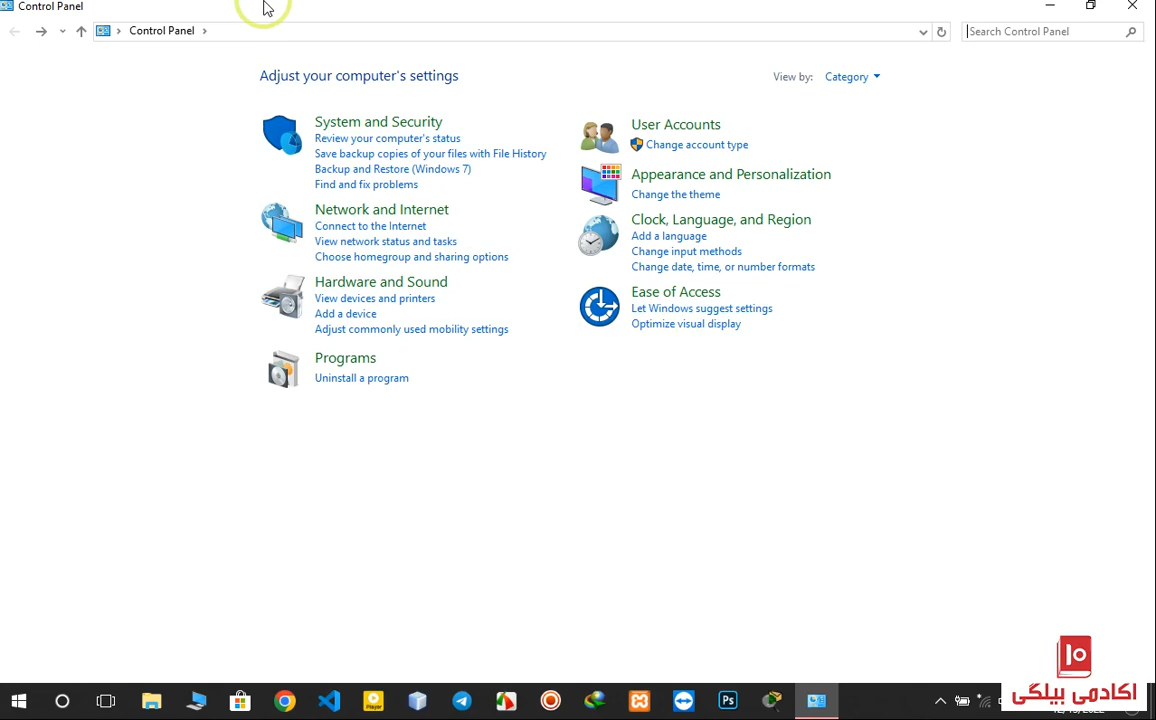 Control Panel
Control Panel
Search Control Panel
Adjust your computer's settings
View by: Category
System and Security
Review your computer's status
Save backup copies of your files with File History
Backup and Restore (Windows 7)
Find and fix problems
Network and Internet
Connect to the Internet
View network status and tasks
Choose homegroup and sharing options
Hardware and Sound
View devices and printers
Add a device
Adjust commonly used mobility settings
Programs
Uninstall a program
User Accounts
Change account type
Appearance and Personalization
Change the theme
Clock, Language, and Region
Add a language
Change input methods
Change date, time, or number formats
Ease of Access
Let Windows suggest settings
Optimize visual display
Player
Ps
اکادمی بیلگی